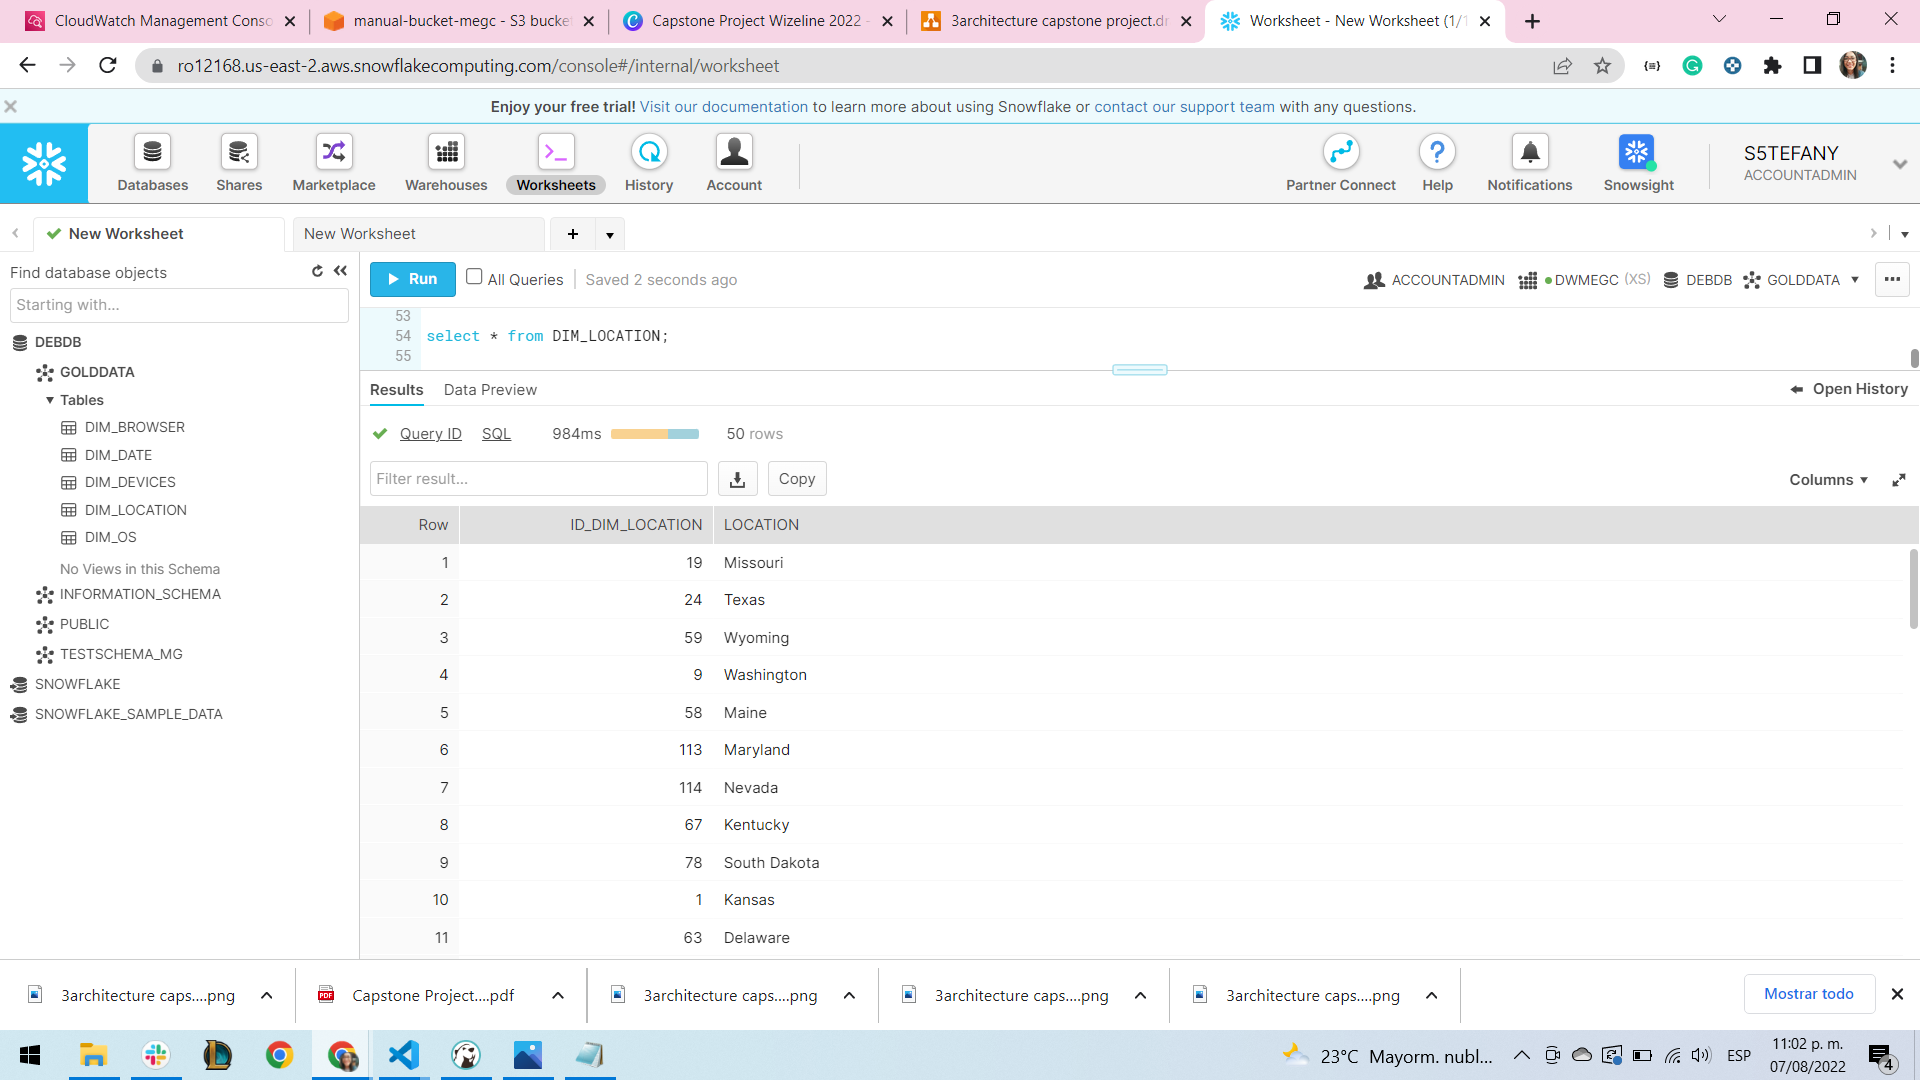 CloudWatch Management Conso
manual-bucket-megc - S3 bucke
Capstone Project Wizeline 2022 -
3architecture capstone project.dr
Worksheet - New Worksheet (1/1
ro12168.us-east-2.aws.snowflakecomputing.com/console#/internal/worksheet
Enjoy your free trial! Visit our documentation to learn more about using Snowflake or contact our support team with any questions.
Databases
Shares
Marketplace
Warehouses
Worksheets
History
Account
Partner Connect
Help
Notifications
Snowsight
S5TEFANY
ACCOUNTADMIN
New Worksheet
New Worksheet
Find database objects
Starting with...
DEBDB
GOLDDATA
Tables
DIM_BROWSER
DIM_DATE
DIM_DEVICES
DIM_LOCATION
DIM_OS
No Views in this Schema
INFORMATION_SCHEMA
PUBLIC
TESTSCHEMA_MG
SNOWFLAKE
SNOWFLAKE_SAMPLE_DATA
Run
All Queries
Saved 2 seconds ago
ACCOUNTADMIN
DWMEGC (XS)
DEBDB
GOLDDATA
53
54 select * from DIM_LOCATION;
55
Results
Data Preview
Open History
Query ID
SQL
984ms
50 rows
Filter result...
Copy
Columns
Row ID_DIM_LOCATION LOCATION
1 19 Missouri
2 24 Texas
3 59 Wyoming
4 9 Washington
5 58 Maine
6 113 Maryland
7 114 Nevada
8 67 Kentucky
9 78 South Dakota
10 1 Kansas
11 63 Delaware
3architecture caps....png
PDF
Capstone Project....pdf
3architecture caps....png
3architecture caps....png
3architecture caps....png
Mostrar todo
23°C Mayorm. nubl...
ESP
11:02 p. m.
07/08/2022
4